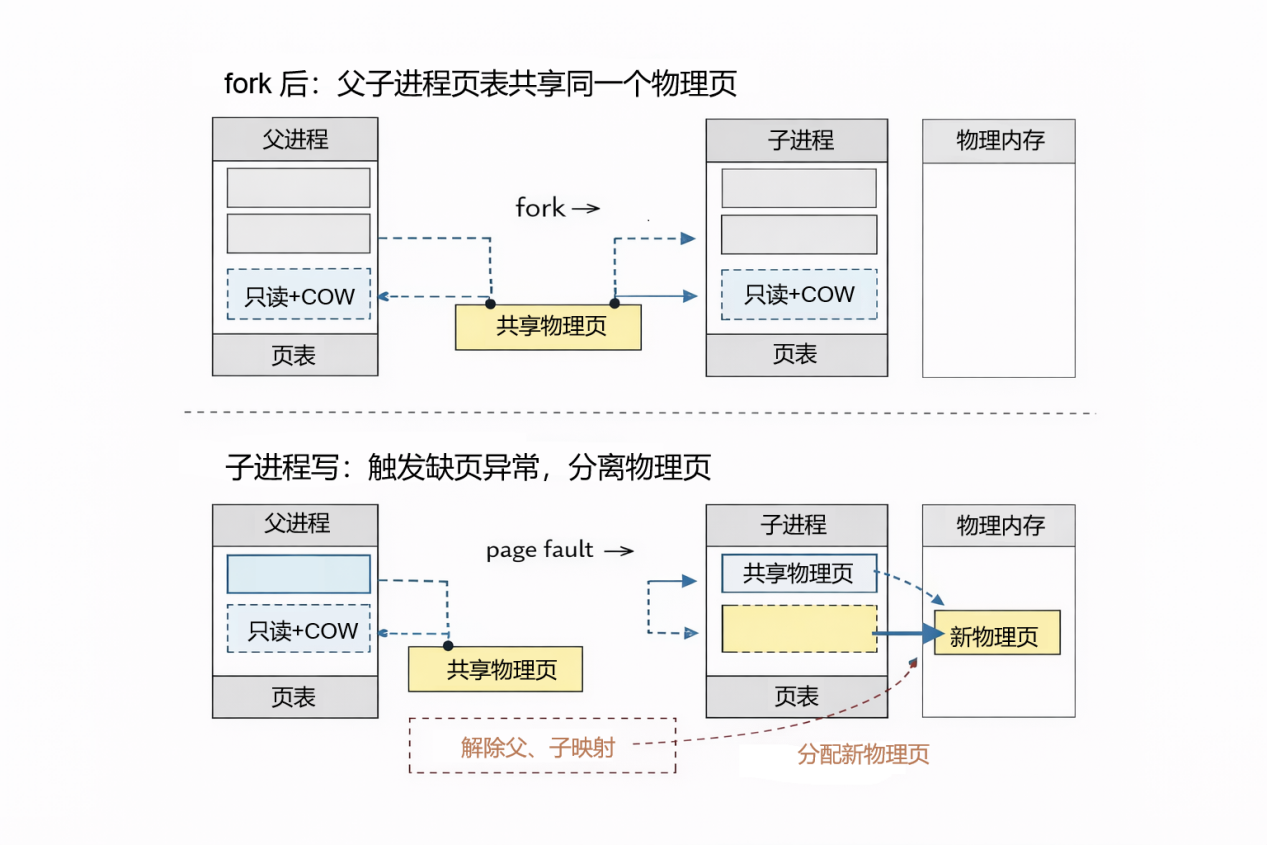 fork 后：父子进程页表共享同一个物理页
父进程
子进程
物理内存
fork →
只读+COW
只读+COW
共享物理页
页表
页表
子进程写：触发缺页异常，分离物理页
父进程
子进程
物理内存
page fault →
共享物理页
只读+COW
新物理页
共享物理页
页表
页表
解除父、子映射
分配新物理页